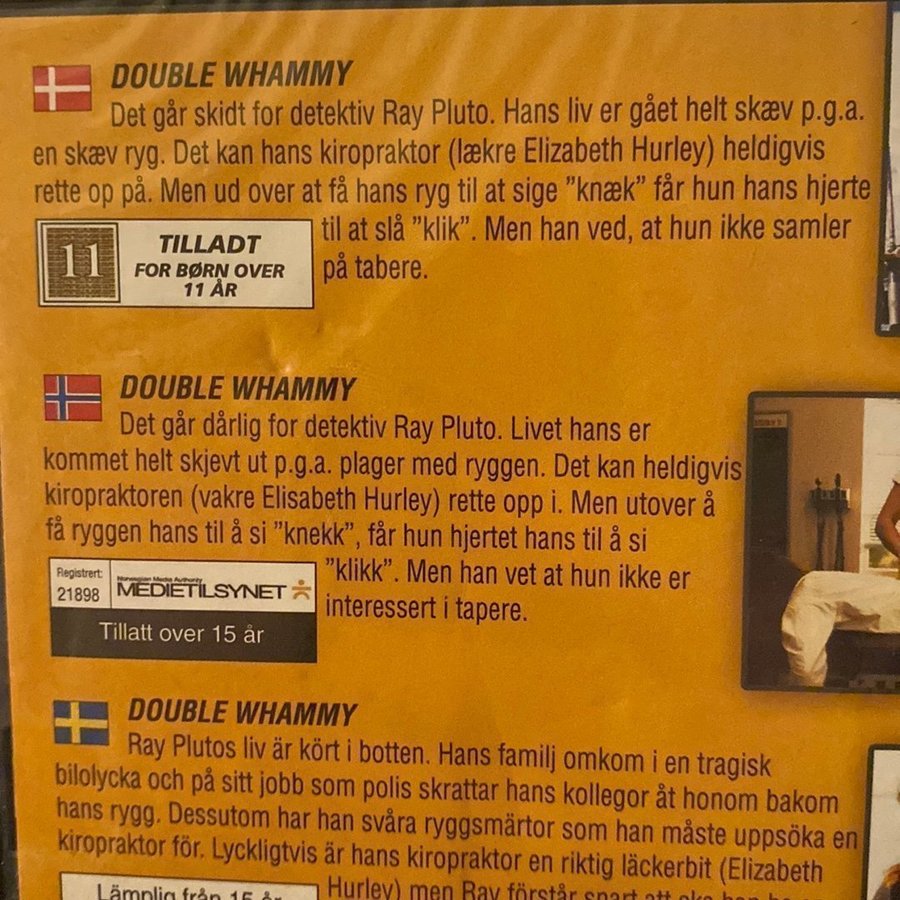 DOUBLE WHAMMY
Det går skidt for detektiv Ray Pluto. Hans liv er gået helt skæv p.g.a.
en skæv ryg. Det kan hans kiropraktor (lækre Elizabeth Hurley) heldigvis
rette op på. Men ud over at få hans ryg til at sige ”knæk” får hun hans hjerte
til at slå ”klik”. Men han ved, at hun ikke samler
på tabere.
11
TILLADT
FOR BØRN OVER
11 ÅR
DOUBLE WHAMMY
Det går dårlig for detektiv Ray Pluto. Livet hans er
kommet helt skjevt ut p.g.a. plager med ryggen. Det kan heldigvis
kiropraktoren (vakre Elisabeth Hurley) rette opp i. Men utover å
få ryggen hans til å si ”knekk”, får hun hjertet hans til å si
”klikk”. Men han vet at hun ikke er
interessert i tapere.
Registrert:
21898
Norwegian Media Authority
MEDIETILSYNET
Tillatt over 15 år
DOUBLE WHAMMY
Ray Plutos liv är kört i botten. Hans familj omkom i en tragisk
bilolycka och på sitt jobb som polis skrattar hans kollegor åt honom bakom
hans rygg. Dessutom har han svåra ryggsmärtor som han måste uppsöka en
kiropraktor för. Lyckligtvis är hans kiropraktor en riktig läckerbit (Elizabeth
Hurley) men Ray förstår snart att
Lämplig från 15 år